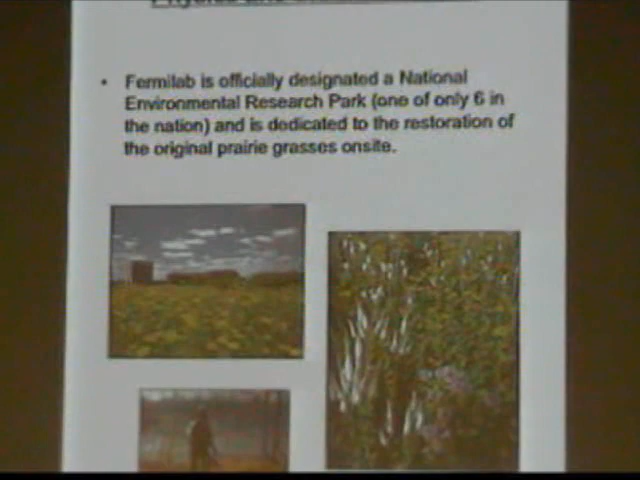 • Fermilab is officially designated a National
Environmental Research Park (one of only 6 in
the nation) and is dedicated to the restoration of
the original prairie grasses onsite.